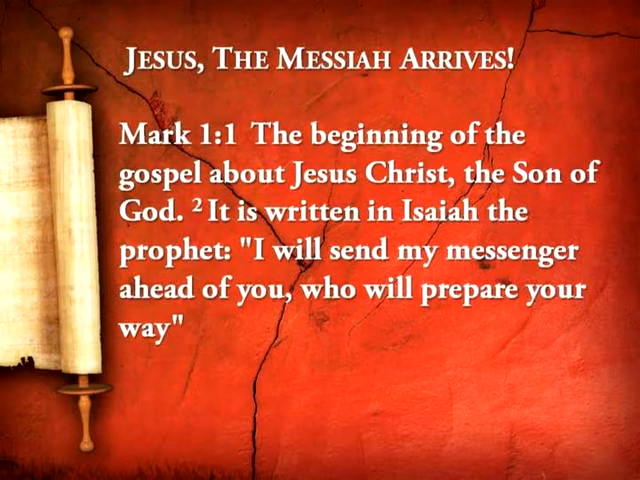 JESUS, THE MESSIAH ARRIVES!
Mark 1:1 The beginning of the
gospel about Jesus Christ, the Son of
God. ² It is written in Isaiah the
prophet: "I will send my messenger
ahead of you, who will prepare your
way"